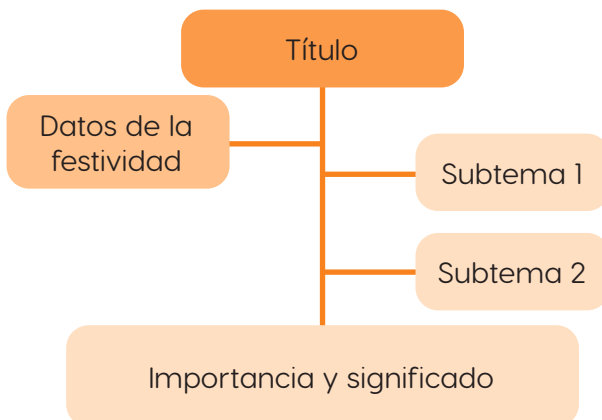 Título
Datos de la
festividad
Subtema 1
Subtema 2
Importancia y significado